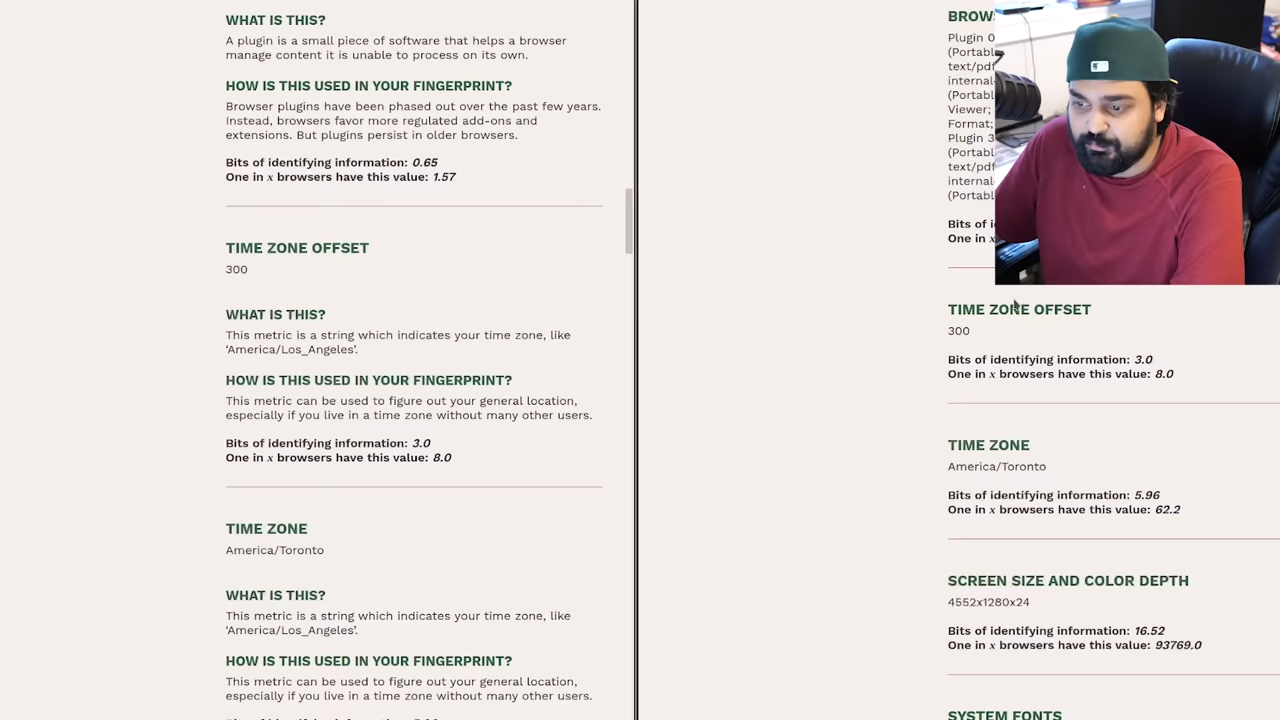 WHAT IS THIS?
A plugin is a small piece of software that helps a browser
manage content it is unable to process on its own.
HOW IS THIS USED IN YOUR FINGERPRINT?
Browser plugins have been phased out over the past few years.
Instead, browsers favor more regulated add-ons and
extensions. But plugins persist in older browsers.
Bits of identifying information: 0.65
One in x browsers have this value: 1.57
TIME ZONE OFFSET
300
WHAT IS THIS?
This metric is a string which indicates your time zone, like
‘America/Los_Angeles’.
HOW IS THIS USED IN YOUR FINGERPRINT?
This metric can be used to figure out your general location,
especially if you live in a time zone without many other users.
Bits of identifying information: 3.0
One in x browsers have this value: 8.0
TIME ZONE
America/Toronto
WHAT IS THIS?
This metric is a string which indicates your time zone, like
‘America/Los_Angeles’.
HOW IS THIS USED IN YOUR FINGERPRINT?
This metric can be used to figure out your general location,
especially if you live in a time zone without many other users.
BROWS
Plugin 0
(Portabl
text/pdf
internal
(Portabl
Viewer;
Format;
Plugin 3
(Portabl
text/pdf
internal
(Portabl
Bits of i
One in x
TIME ZONE OFFSET
300
Bits of identifying information: 3.0
One in x browsers have this value: 8.0
TIME ZONE
America/Toronto
Bits of identifying information: 5.96
One in x browsers have this value: 62.2
SCREEN SIZE AND COLOR DEPTH
4552x1280x24
Bits of identifying information: 16.52
One in x browsers have this value: 93769.0
SYSTEM FONTS